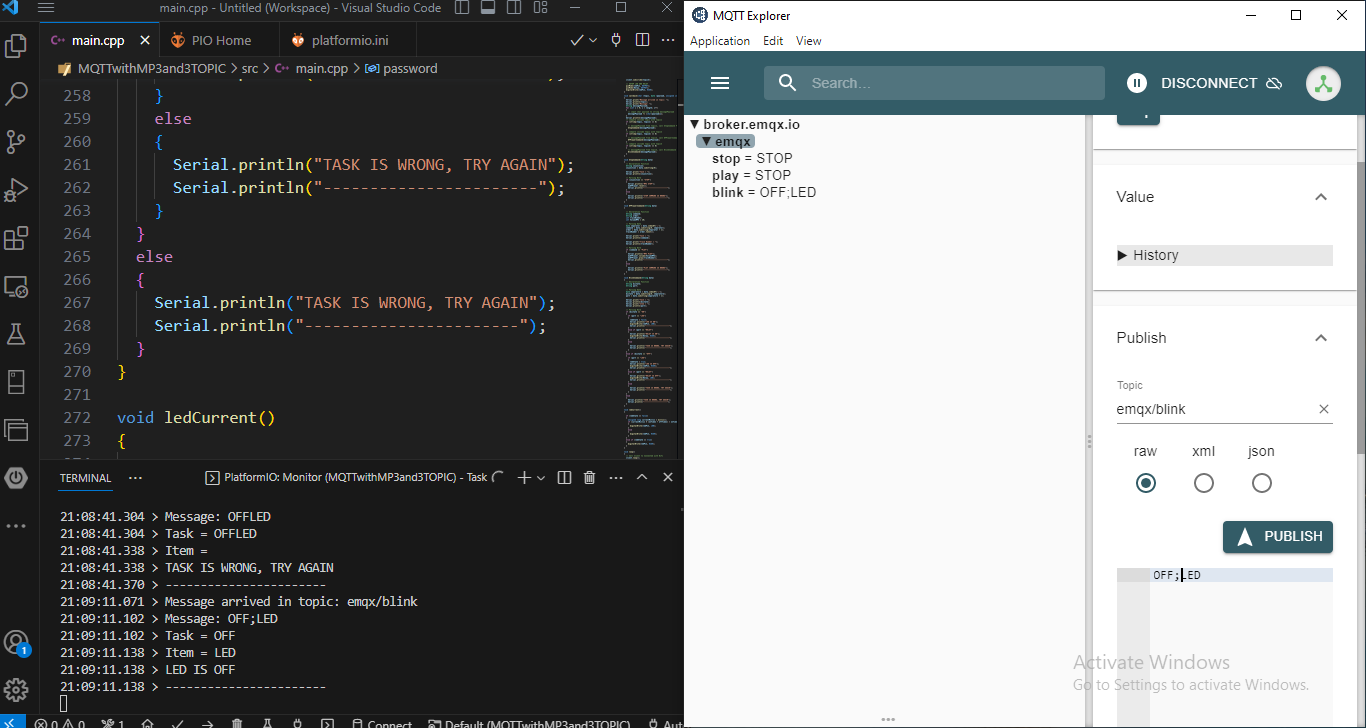 main.cpp - Untitled (Workspace) - Visual Studio Code
main.cpp
PIO Home
platformio.ini
MQTTwithMP3and3TOPIC > src > main.cpp > password
258 }
259 else
260 {
261 Serial.println("TASK IS WRONG, TRY AGAIN");
262 Serial.println("-----------------------");
263 }
264 }
265 else
266 {
267 Serial.println("TASK IS WRONG, TRY AGAIN");
268 Serial.println("-----------------------");
269 }
270 }
271
272 void ledCurrent()
273 {
TERMINAL
PlatformIO: Monitor (MQTTwithMP3and3TOPIC) - Task
21:08:41.304 > Message: OFFLED
21:08:41.304 > Task = OFFLED
21:08:41.338 > Item =
21:08:41.338 > TASK IS WRONG, TRY AGAIN
21:08:41.370 > -----------------------
21:09:11.071 > Message arrived in topic: emqx/blink
21:09:11.102 > Message: OFF;LED
21:09:11.102 > Task = OFF
21:09:11.138 > Item = LED
21:09:11.138 > LED IS OFF
21:09:11.138 > -----------------------
1
0 0 1 Connect Default (MQTTwithMP3and3TOPIC) Aut
MQTT Explorer
Application Edit View
Search...
DISCONNECT
broker.emqx.io
emqx
stop = STOP
play = STOP
blink = OFF;LED
Value
History
Publish
Topic
emqx/blink
raw xml json
PUBLISH
OFF;LED
Activate Windows
Go to Settings to activate Windows.